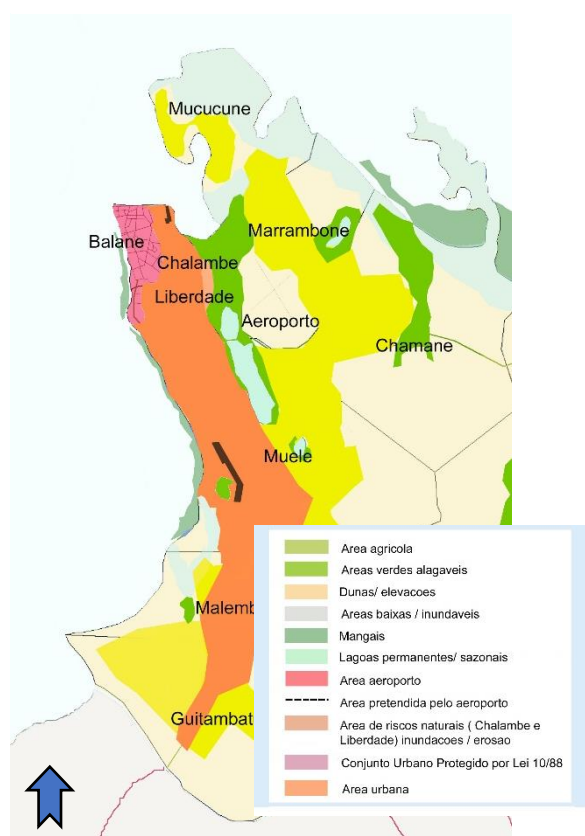 Mucucune
Marrambone
Balane
Chalambe
Liberdade
Aeroporto
Chamane
Muele
Malemb
Guitambat
Area agricola
Areas verdes alagaveis
Dunas/ elevacoes
Areas baixas / inundaveis
Mangais
Lagoas permanentes/ sazonais
Area aeroporto
Area pretendida pelo aeroporto
Area de riscos naturais ( Chalambe e
Liberdade) inundacoes / erosao
Conjunto Urbano Protegido por Lei 10/88
Area urbana